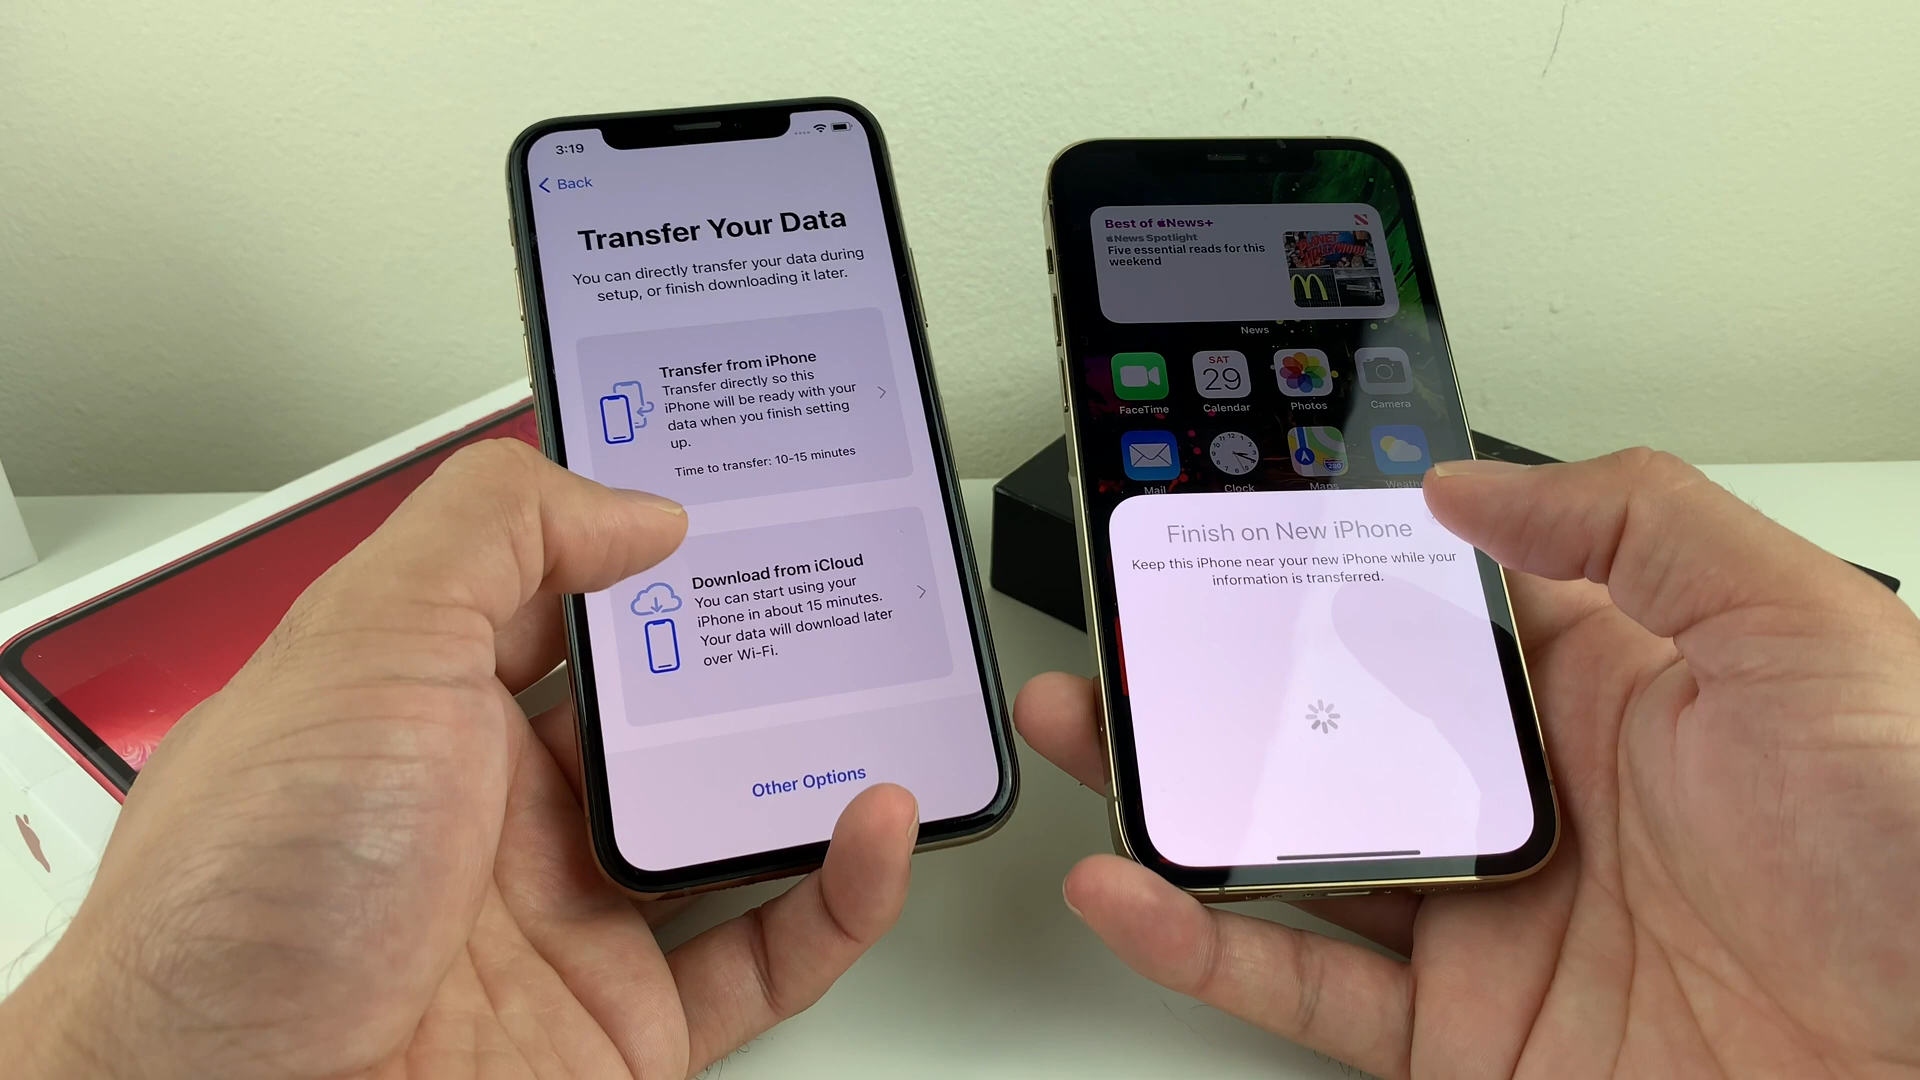 3:19
Back
Transfer Your Data
You can directly transfer your data during
setup, or finish downloading it later.
Transfer from iPhone
Transfer directly so this
iPhone will be ready with your
data when you finish setting
up.
Time to transfer: 10-15 minutes
Download from iCloud
You can start using your
iPhone in about 15 minutes.
Your data will download later
over Wi-Fi.
Other Options
Best of News+
News Spotlight
Five essential reads for this
weekend
PLANET
HOLLYWOOD
News
SAT
29
FaceTime
Calendar
Photos
Camera
280
Mail
Clock
Maps
Weather
Finish on New iPhone
Keep this iPhone near your new iPhone while your
information is transferred.